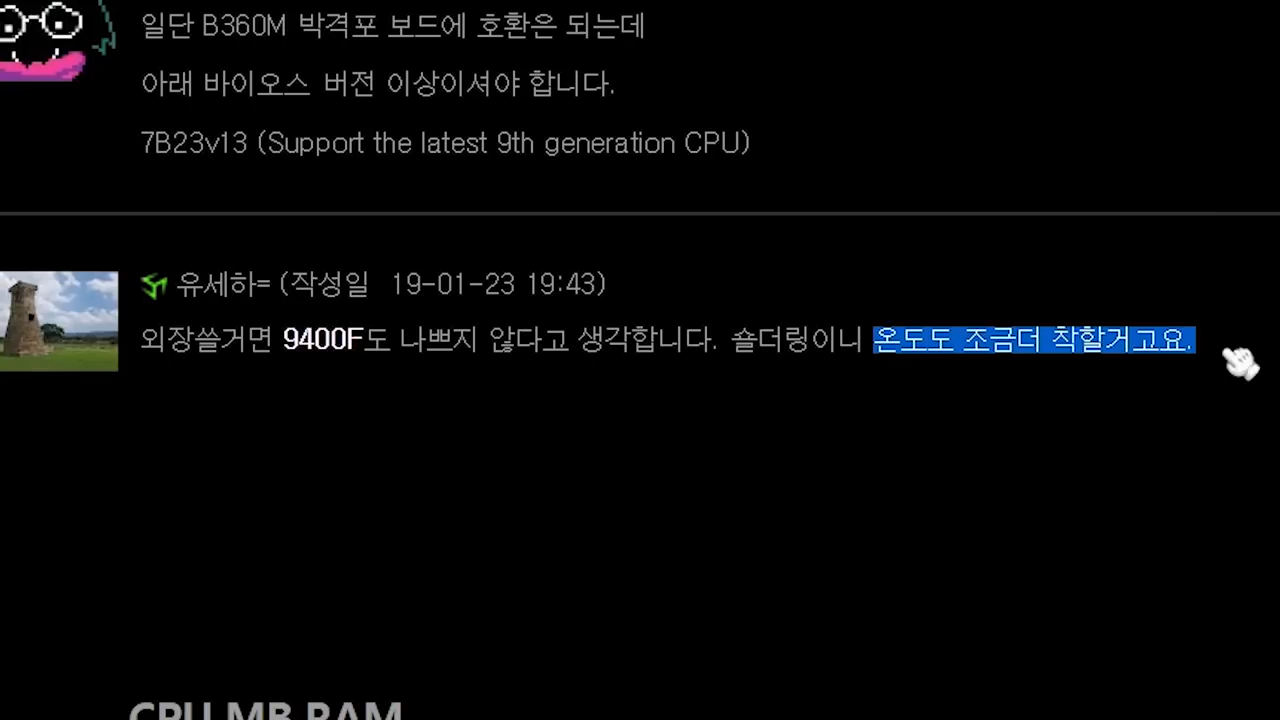 일단 B360M 박격포 보드에 호환은 되는데
아래 바이오스 버전 이상이셔야 합니다.
7B23v13 (Support the latest 9th generation CPU)
유세하= (작성일 19-01-23 19:43)
외장쓸거면 9400F도 나쁘지 않다고 생각합니다. 숄더링이니 온도도 조금더 착할거고요.
CPU MB RAM